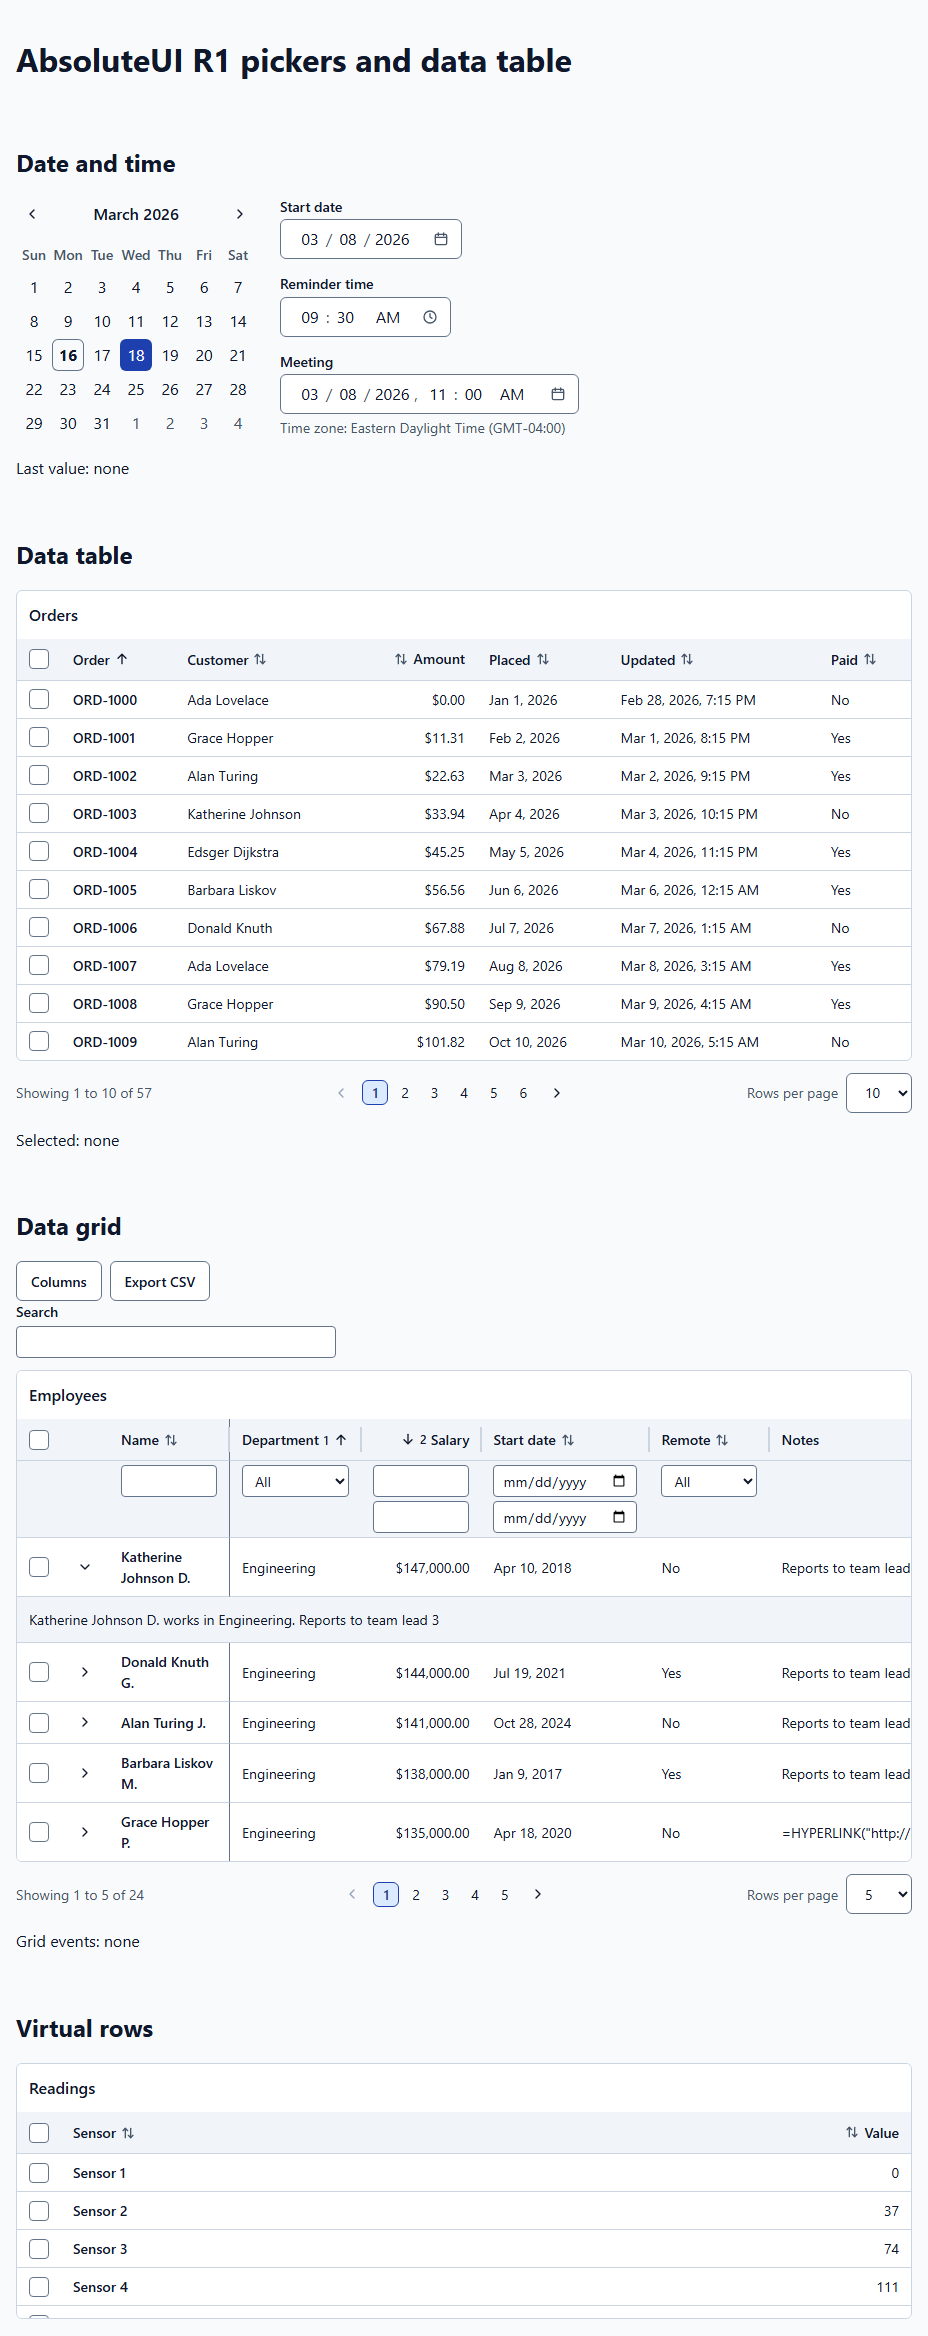 AbsoluteUI R1 pickers and data table
Date and time
March 2026
Sun Mon Tue Wed Thu Fri Sat
1 2 3 4 5 6 7
8 9 10 11 12 13 14
15 16 17 18 19 20 21
22 23 24 25 26 27 28
29 30 31 1 2 3 4
Start date
03 / 08 / 2026
Reminder time
09 : 30 AM
Meeting
03 / 08 / 2026 , 11 : 00 AM
Time zone: Eastern Daylight Time (GMT-04:00)
Last value: none
Data table
Orders
Order Customer Amount Placed Updated Paid
ORD-1000 Ada Lovelace $0.00 Jan 1, 2026 Feb 28, 2026, 7:15 PM No
ORD-1001 Grace Hopper $11.31 Feb 2, 2026 Mar 1, 2026, 8:15 PM Yes
ORD-1002 Alan Turing $22.63 Mar 3, 2026 Mar 2, 2026, 9:15 PM Yes
ORD-1003 Katherine Johnson $33.94 Apr 4, 2026 Mar 3, 2026, 10:15 PM No
ORD-1004 Edsger Dijkstra $45.25 May 5, 2026 Mar 4, 2026, 11:15 PM Yes
ORD-1005 Barbara Liskov $56.56 Jun 6, 2026 Mar 6, 2026, 12:15 AM Yes
ORD-1006 Donald Knuth $67.88 Jul 7, 2026 Mar 7, 2026, 1:15 AM No
ORD-1007 Ada Lovelace $79.19 Aug 8, 2026 Mar 8, 2026, 3:15 AM Yes
ORD-1008 Grace Hopper $90.50 Sep 9, 2026 Mar 9, 2026, 4:15 AM Yes
ORD-1009 Alan Turing $101.82 Oct 10, 2026 Mar 10, 2026, 5:15 AM No
Showing 1 to 10 of 57 1 2 3 4 5 6 Rows per page 10
Selected: none
Data grid
Columns Export CSV
Search
Employees
Name Department 1 2 Salary Start date Remote Notes
All mm/dd/yyyy All
mm/dd/yyyy
Katherine Johnson D. Engineering $147,000.00 Apr 10, 2018 No Reports to team lead
Katherine Johnson D. works in Engineering. Reports to team lead 3
Donald Knuth G. Engineering $144,000.00 Jul 19, 2021 Yes Reports to team lead
Alan Turing J. Engineering $141,000.00 Oct 28, 2024 No Reports to team lead
Barbara Liskov M. Engineering $138,000.00 Jan 9, 2017 Yes Reports to team lead
Grace Hopper P. Engineering $135,000.00 Apr 18, 2020 No =HYPERLINK("http://
Showing 1 to 5 of 24 1 2 3 4 5 Rows per page 5
Grid events: none
Virtual rows
Readings
Sensor Value
Sensor 1 0
Sensor 2 37
Sensor 3 74
Sensor 4 111